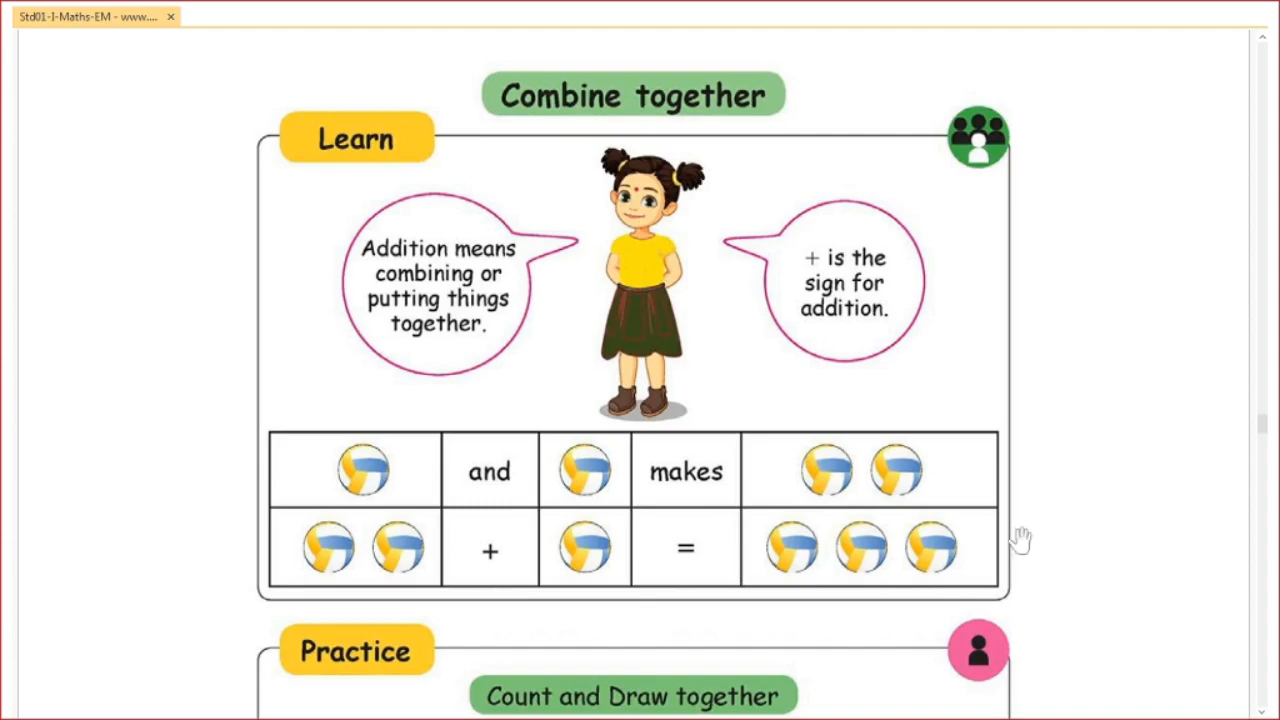 Std01-I-Maths-EM - www....
Combine together
Learn
Addition means
combining or
putting things
together.
+ is the
sign for
addition.
and makes
+ =
Practice
Count and Draw together